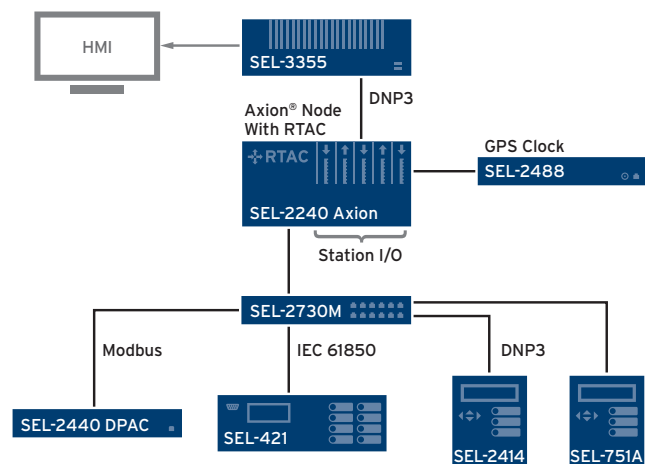 HMI
SEL-3355
DNP3
Axion® Node
With RTAC
RTAC
GPS Clock
SEL-2488
SEL-2240 Axion
Station I/O
SEL-2730M
Modbus
IEC 61850
DNP3
SEL-2440 DPAC
SEL-421
SEL-2414
SEL-751A